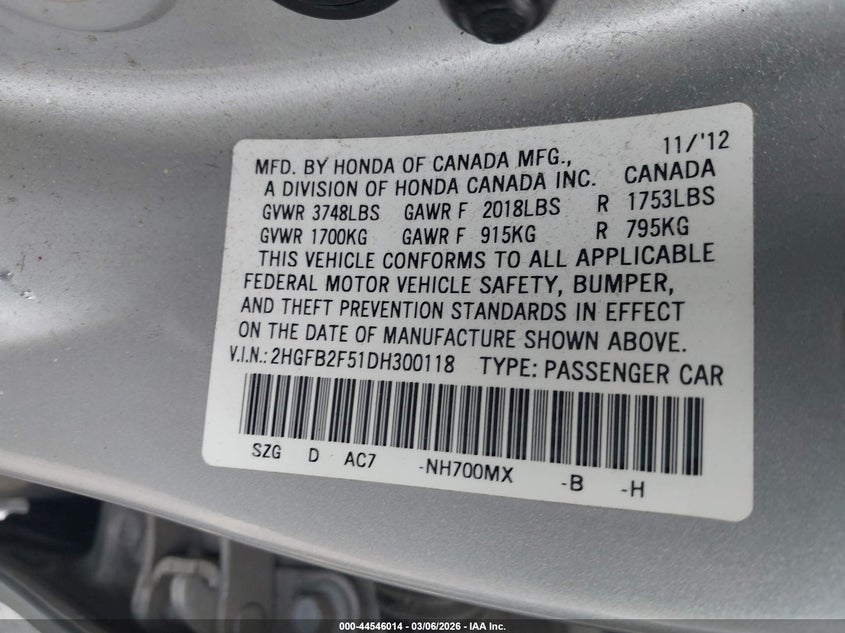 11/'12
MFD. BY HONDA OF CANADA MFG.,
A DIVISION OF HONDA CANADA INC. CANADA
GVWR 3748LBS GAWR F 2018LBS R 1753LBS
GVWR 1700KG GAWR F 915KG R 795KG
THIS VEHICLE CONFORMS TO ALL APPLICABLE
FEDERAL MOTOR VEHICLE SAFETY, BUMPER,
AND THEFT PREVENTION STANDARDS IN EFFECT
ON THE DATE OF MANUFACTURE SHOWN ABOVE.
V.I.N.: 2HGFB2F51DH300118 TYPE: PASSENGER CAR
SZG D AC7 -NH700MX -B -H
000-44546014 - 03/06/2026 - IAA Inc.